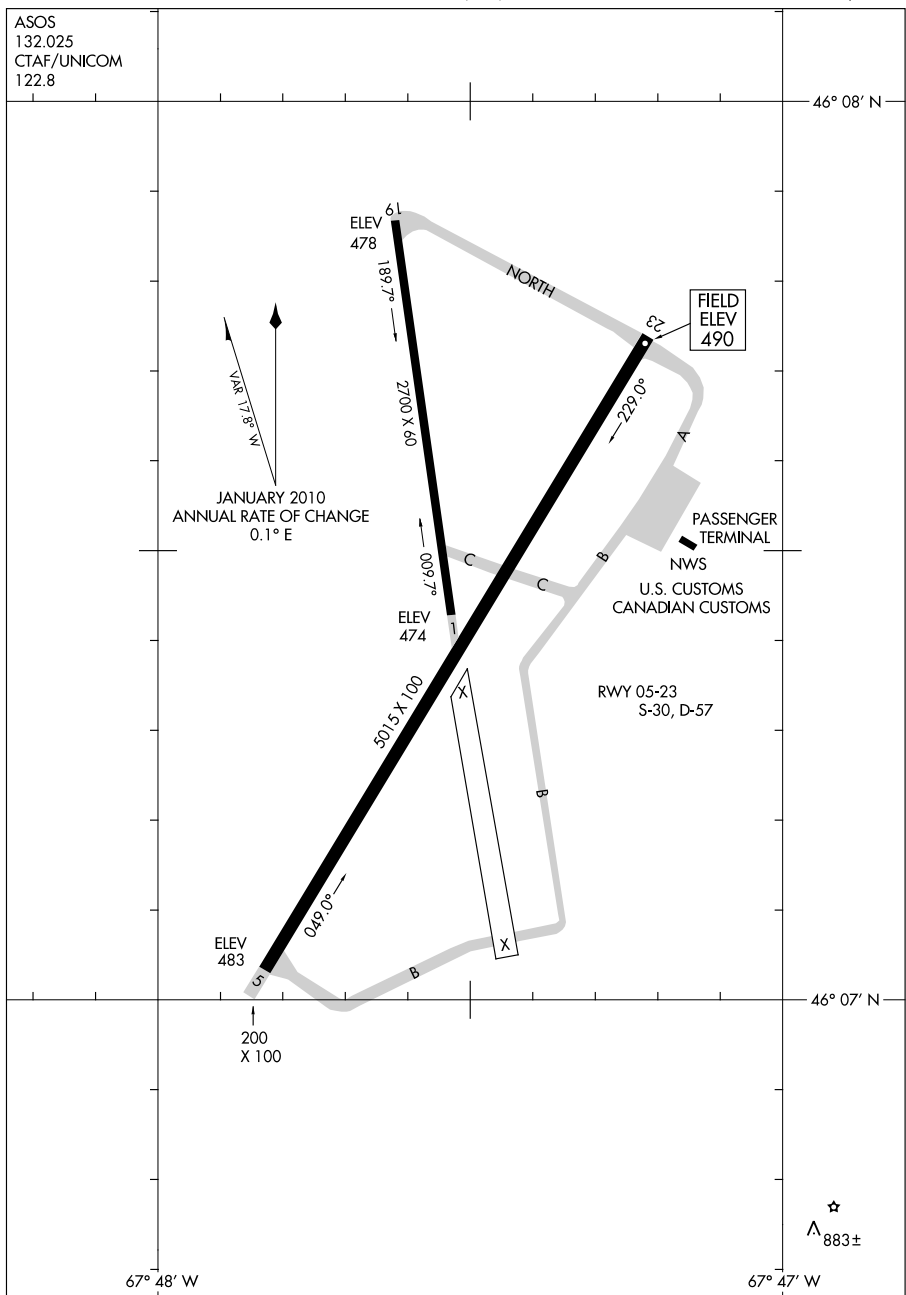 ASOS
132.025
CTAF/UNICOM
122.8
46° 08' N
19
ELEV
478
189.7°
NORTH
23
FIELD
ELEV
490
VAR 17.8° W
2700 X 60
229.0°
A
JANUARY 2010
ANNUAL RATE OF CHANGE
0.1° E
009.7°
C
C
B
PASSENGER
TERMINAL
NWS
U.S. CUSTOMS
CANADIAN CUSTOMS
ELEV
474
1
X
RWY 05-23
S-30, D-57
5015 X 100
B
049.0°
ELEV
483
5
B
X
46° 07' N
200
X 100
883±
67° 48' W
67° 47' W